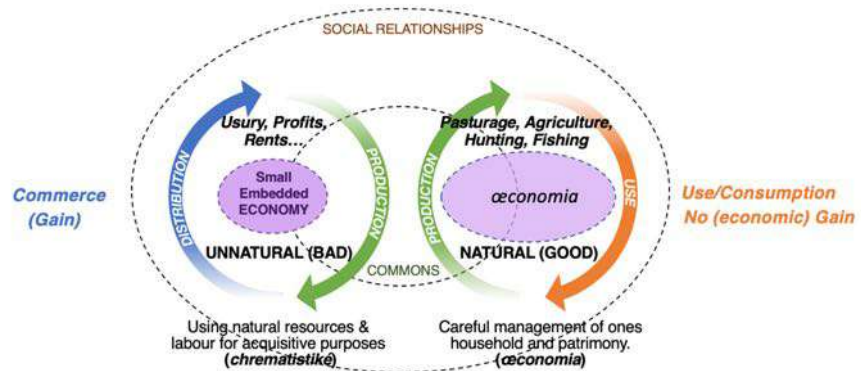 SOCIAL RELATIONSHIPS
Usury, Profits,
Rents...
DISTRIBUTION
PRODUCTION
Small
Embedded
ECONOMY
UNNATURAL (BAD)
Commerce
(Gain)
Using natural resources &
labour for acquisitive purposes
(chrematistiké)
COMMONS
Pasturage, Agriculture,
Hunting, Fishing
PRODUCTION
USE
œconomia
NATURAL (GOOD)
Use/Consumption
No (economic) Gain
Careful management of ones
household and patrimony.
(œconomia)